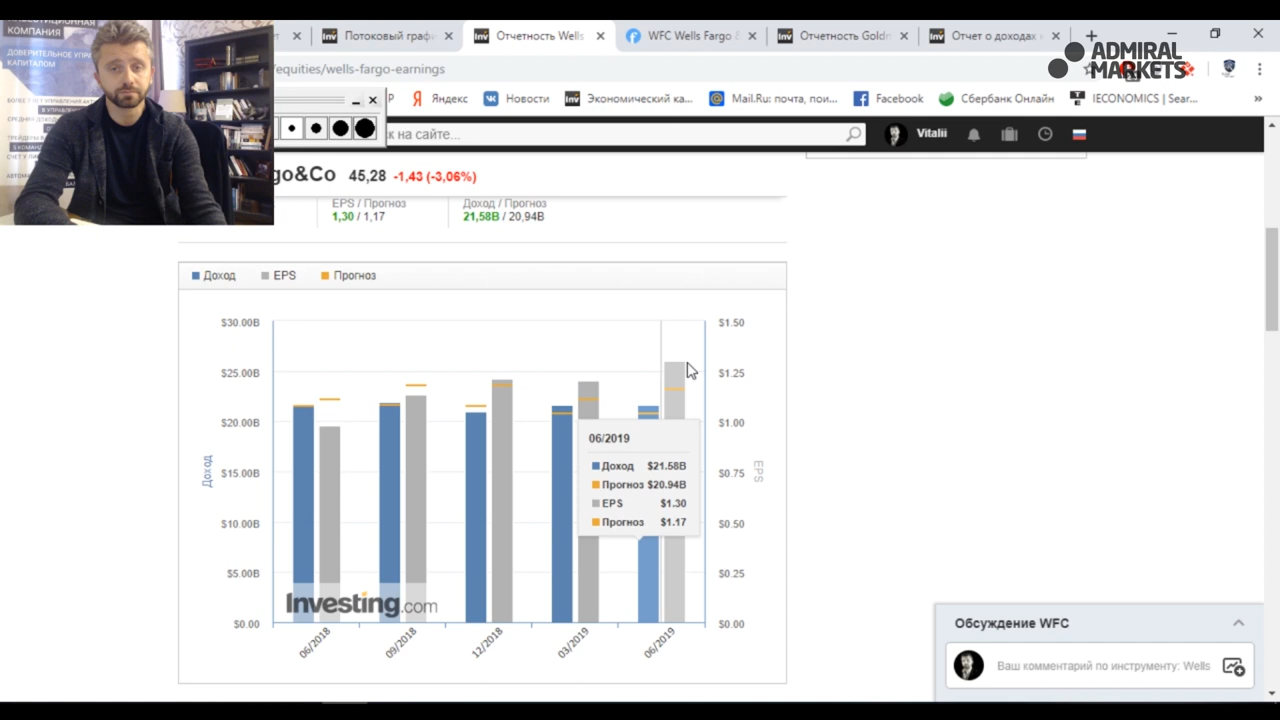 КОМПАНИЯ
ДОВЕРИТЕЛЬНОЕ УПРАВ
КАПИТАЛОМ
Потоковый граф
Отчетность Wells
WFC Wells Fargo
Отчетность Goldm
Отчет о доходах
ADMIRAL
MARKETS
/equities/wells-fargo-earnings
Яндекс
Новости
Экономический ка...
Mail.Ru: почта, пои...
Facebook
Сбербанк Онлайн
IECONOMICS | Sear...
»
к на сайте...
Vitalii
go&Co 45,28 -1,43 (-3,06%)
EPS / Прогноз
1,30 / 1,17
Доход / Прогноз
21,58B / 20,94B
Доход EPS Прогноз
$30.00B
$25.00B
$20.00B
$15.00B
$10.00B
$5.00B
$0.00
Доход
$1.50
$1.25
$1.00
$0.75
$0.50
$0.25
$0.00
EPS
06/2019
Доход $21.58B
Прогноз $20.94B
EPS $1.30
Прогноз $1.17
Investing.com
06/2018
09/2018
12/2018
03/2019
06/2019
Обсуждение WFC
Ваш комментарий по инструменту: Wells